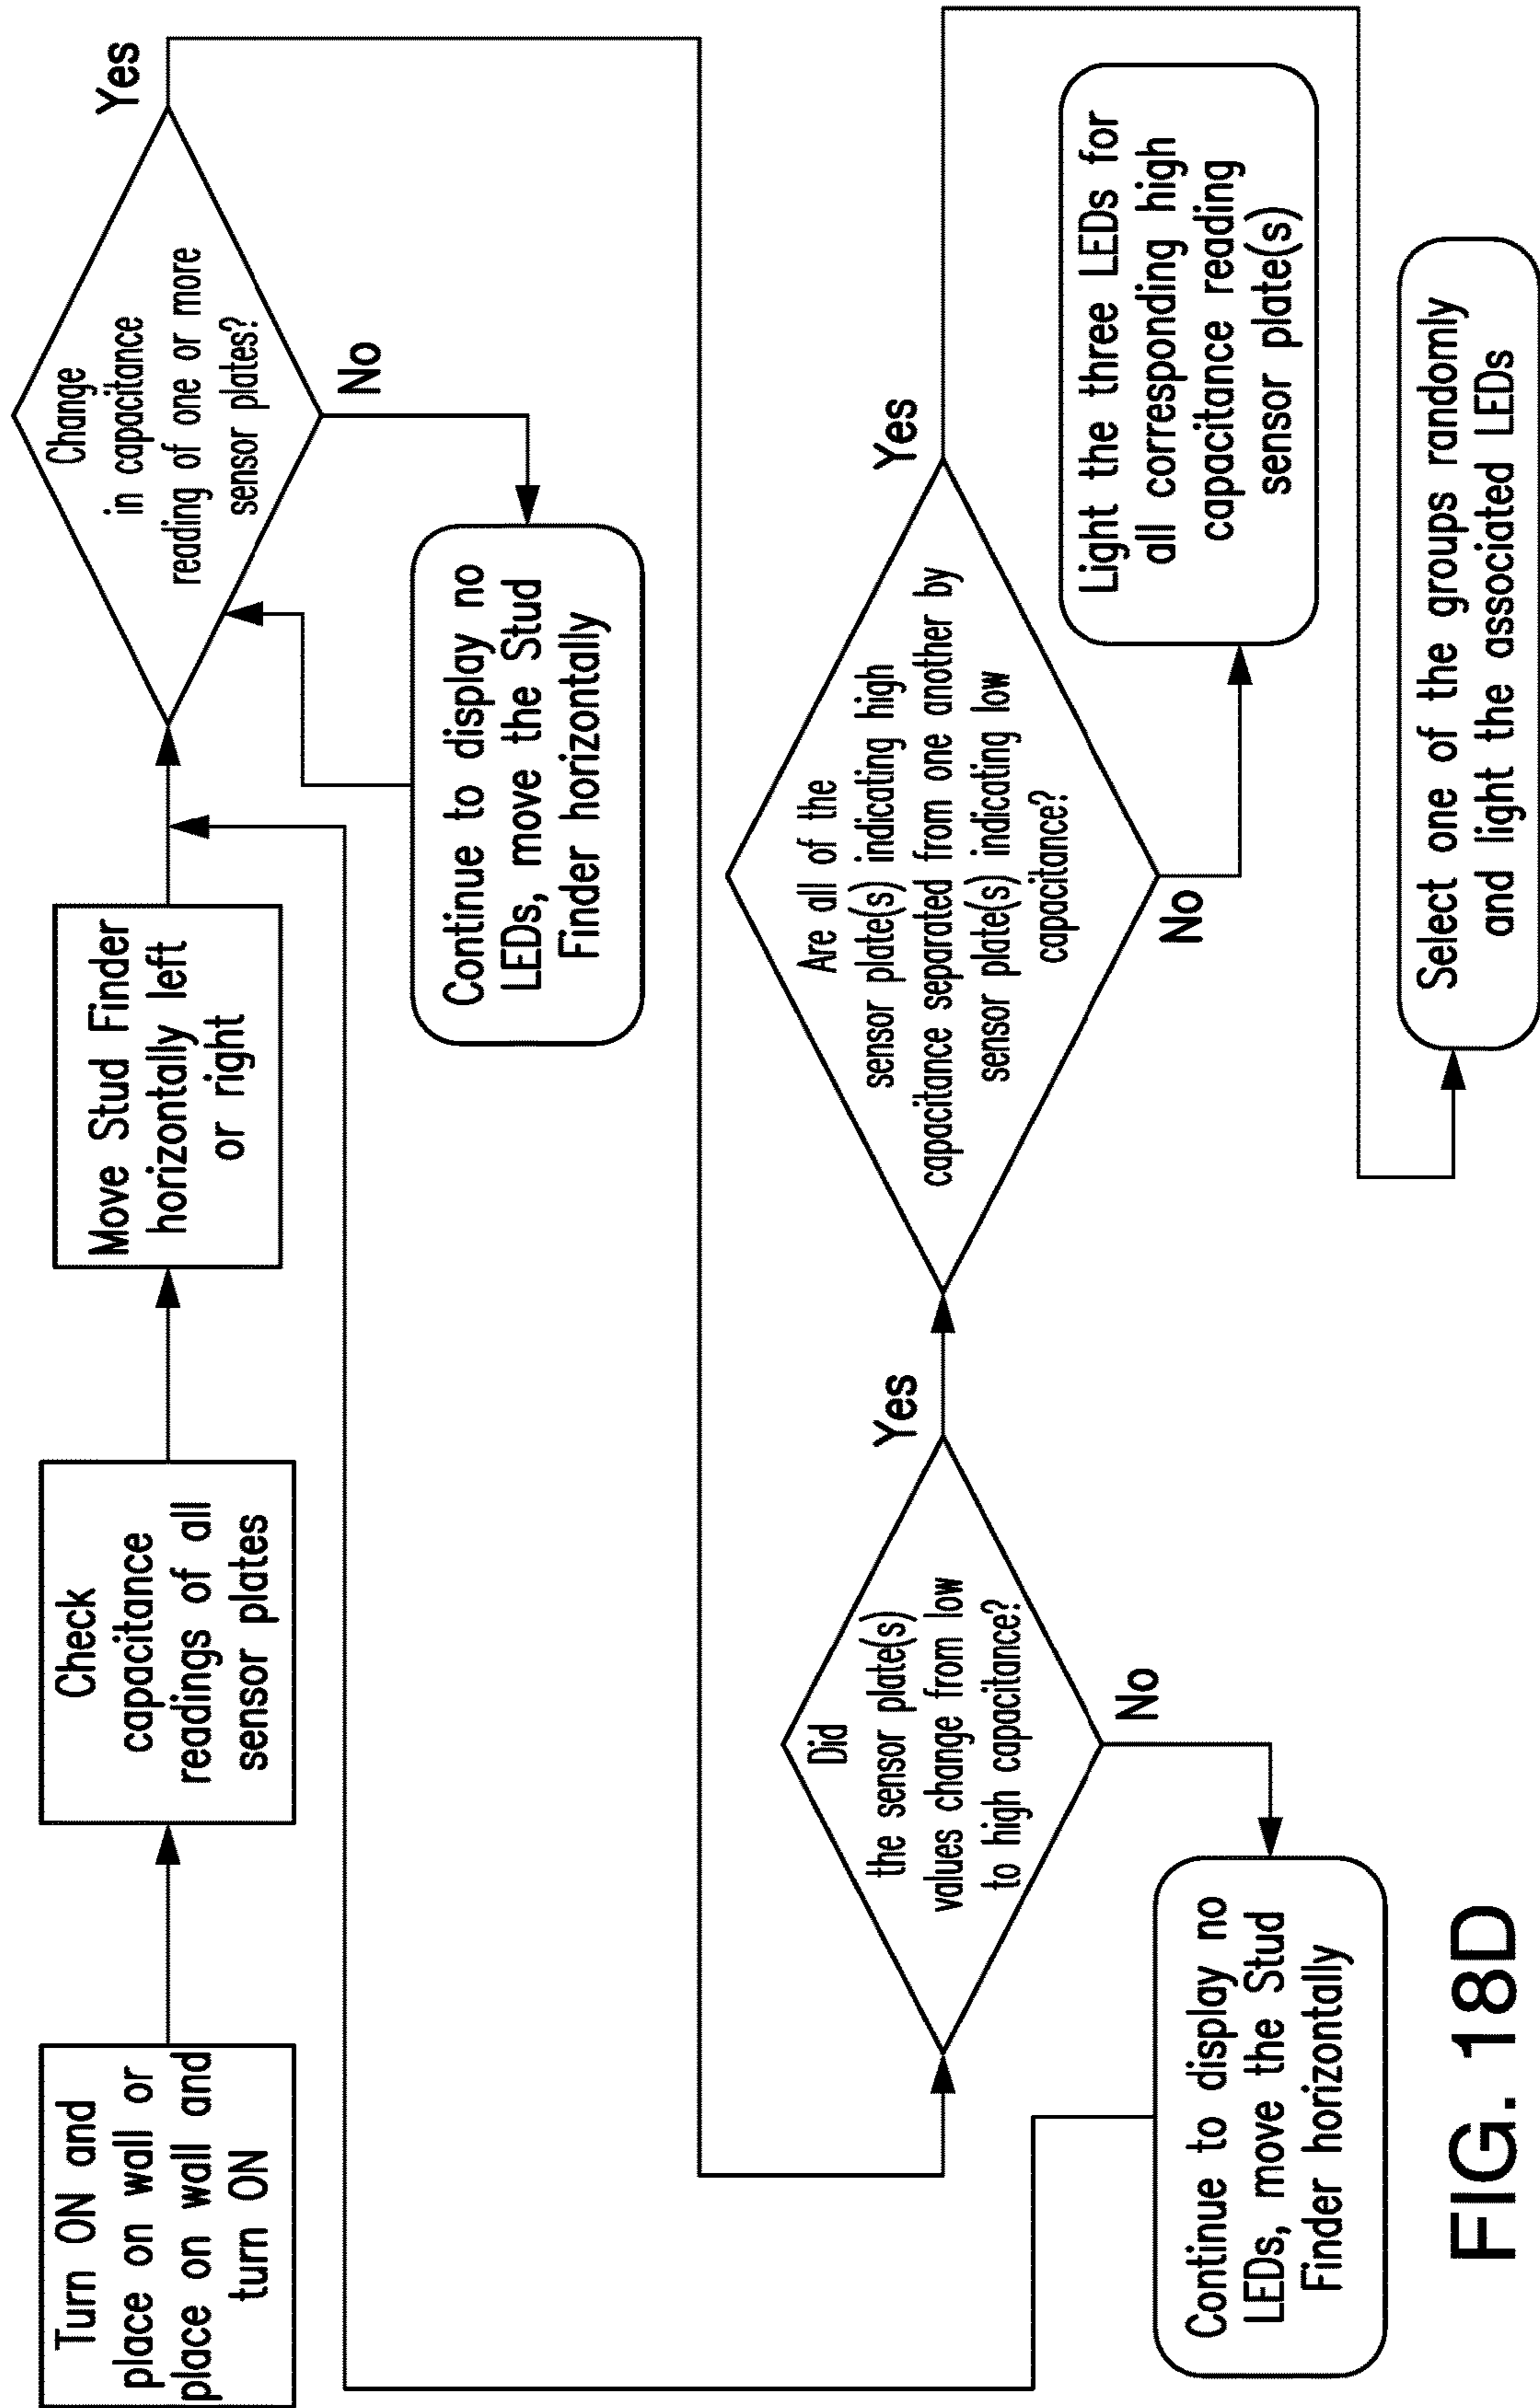 Turn ON and
place on wall or
place on wall and
turn ON
Check
capacitance
readings of all
sensor plates
Move Stud Finder
horizontally left
or right
Change
in capacitance
reading of one or more
sensor plates?
Yes
No
Continue to display no
LEDs, move the Stud
Finder horizontally
Did
the sensor plate(s)
values change from low
to high capacitance?
Yes
No
Continue to display no
LEDs, move the Stud
Finder horizontally
Are all of the
sensor plate(s) indicating high
capacitance separated from one another by
sensor plate(s) indicating low
capacitance?
Yes
No
Light the three LEDs for
all corresponding high
capacitance reading
sensor plate(s)
Select one of the groups randomly
and light the associated LEDs
FIG. 18D